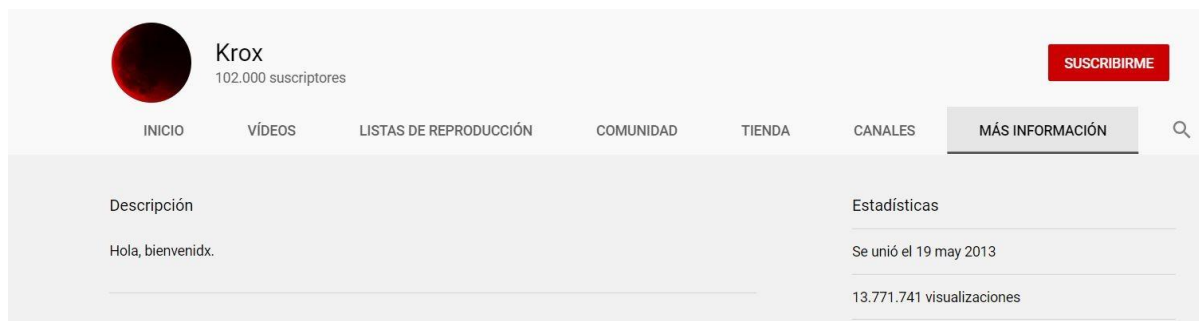 Krox
102.000 suscriptores
SUSCRIBIRME
INICIO VÍDEOS LISTAS DE REPRODUCCIÓN COMUNIDAD TIENDA CANALES MÁS INFORMACIÓN
Descripción
Hola, bienvenidx.
Estadísticas
Se unió el 19 may 2013
13.771.741 visualizaciones